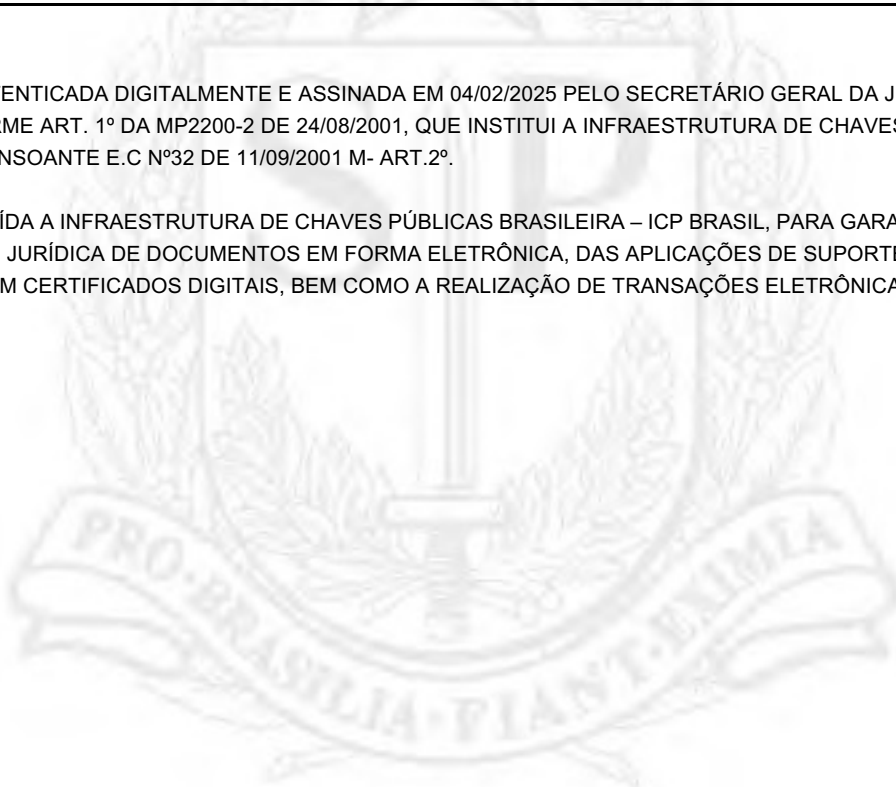 ENTICADA DIGITALMENTE E ASSINADA EM 04/02/2025 PELO SECRETÁRIO GERAL DA J
RME ART. 1º DA MP2200-2 DE 24/08/2001, QUE INSTITUI A INFRAESTRUTURA DE CHAVES
NSOANTE E.C Nº32 DE 11/09/2001 M- ART.2º.
ÍDA A INFRAESTRUTURA DE CHAVES PÚBLICAS BRASILEIRA – ICP BRASIL, PARA GARA
JURÍDICA DE DOCUMENTOS EM FORMA ELETRÔNICA, DAS APLICAÇÕES DE SUPORTE
M CERTIFICADOS DIGITAIS, BEM COMO A REALIZAÇÃO DE TRANSAÇÕES ELETRÔNICA
SP
PRO·BRASILIA·FIANT·EXIMIA